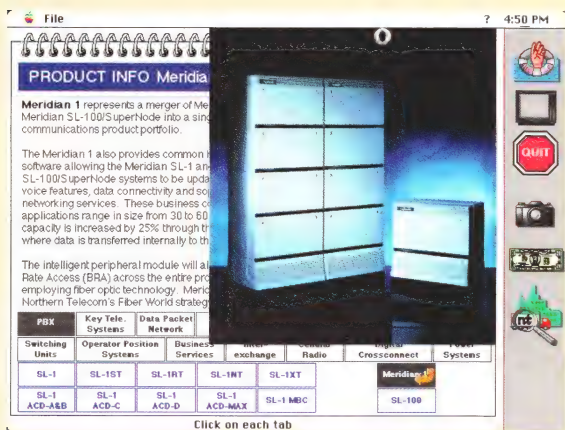 File
? 4:50 PM
PRODUCT INFO Meridia
Meridian 1 represents a merger of Me
Meridian SL-100/SuperNode into a sing
communications product portfolio.
The Meridian 1 also provides common h
software allowing the Meridian SL-1 an
SL-100/SuperNode systems to be upda
voice features, data connectivity and sop
networking services. These business co
applications range in size from 30 to 60
capacity is increased by 25% through th
where data is transferred internally to th
The intelligent peripheral module will al
Rate Access (BRA) across the entire pro
employing fiber optic technology. Meric
Northern Telecom's Fiber World strategy
QUIT
nt
PBX
Key Tele. Systems
Data Packet Network
Switching Units
Operator Position Systems
Business Services
exchange
Radio
Digital Crossconnect
Power Systems
SL-1
SL-1ST
SL-1RT
SL-1NT
SL-1XT
Meridian 1
SL-1 ACD-A&B
SL-1 ACD-C
SL-1 ACD-D
SL-1 ACD-MAX
SL-1 MBC
SL-100
Click on each tab